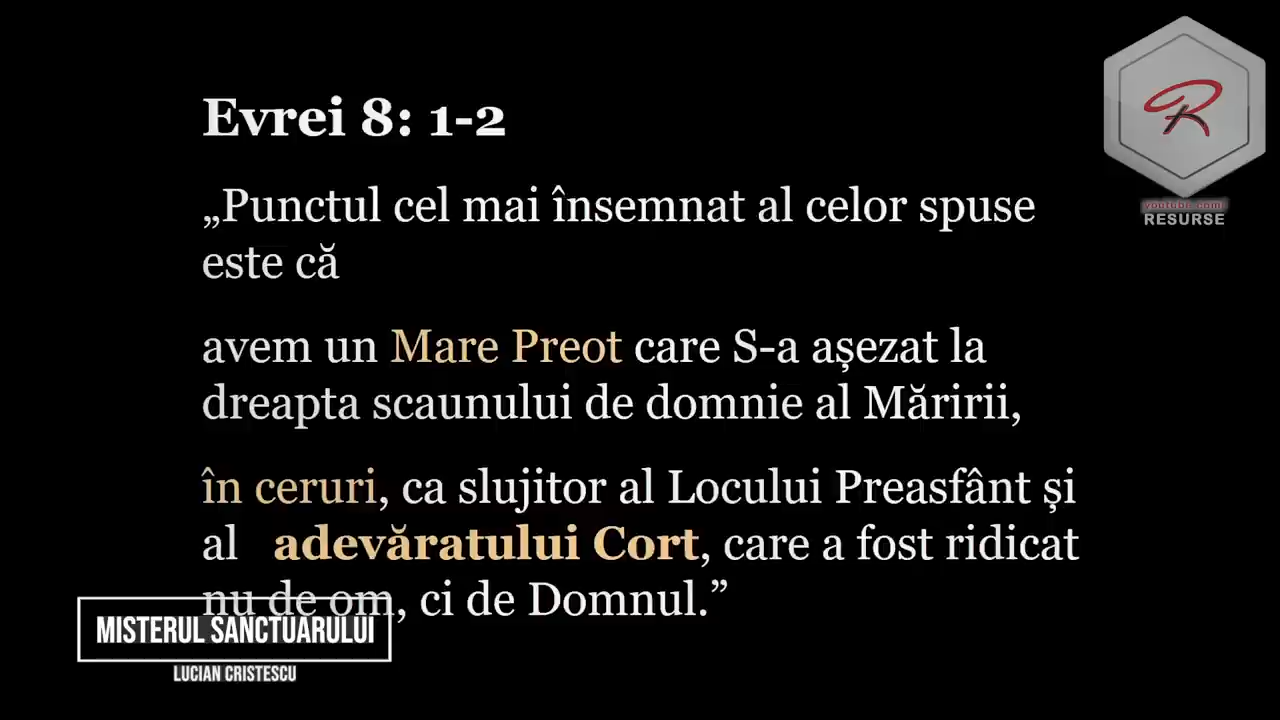 Evrei 8: 1-2
„Punctul cel mai însemnat al celor spuse
este că
avem un Mare Preot care S-a așezat la
dreapta scaunului de domnie al Măririi,
în ceruri, ca slujitor al Locului Preasfânt și
al adevăratului Cort, care a fost ridicat
nu de om, ci de Domnul.”
MISTERUL SANCTUARULUI
LUCIAN CRISTESCU
R
youtube.com
RESURSE